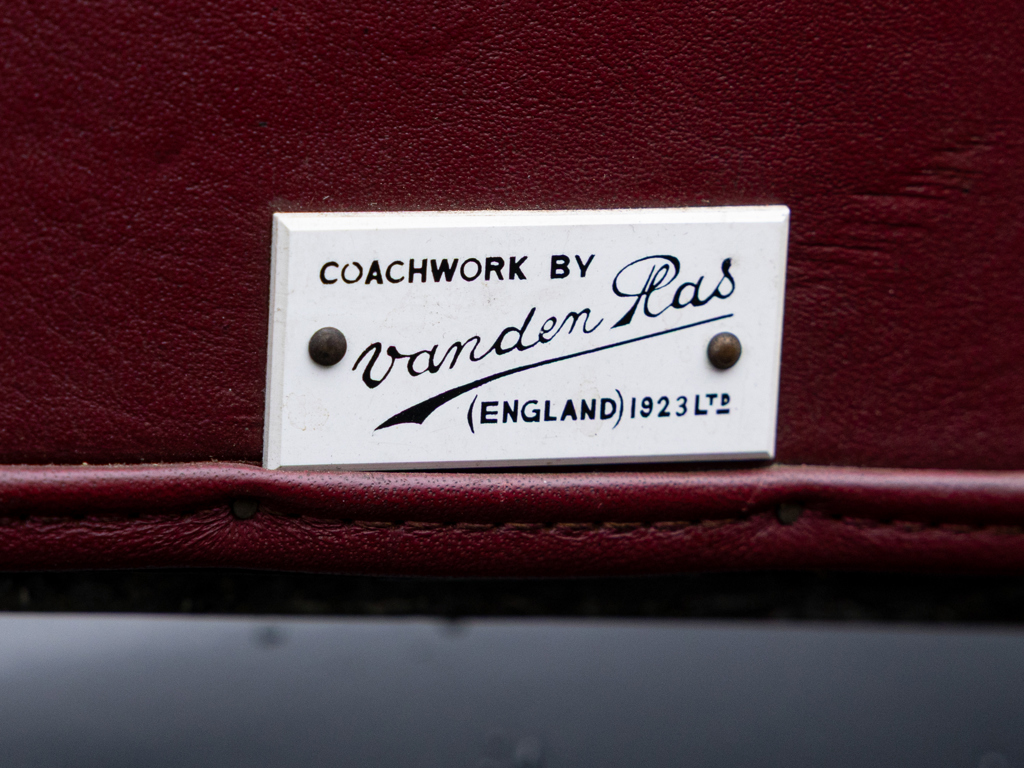 COACHWORK BY
Vanden Plas
(ENGLAND) 1923 LTD